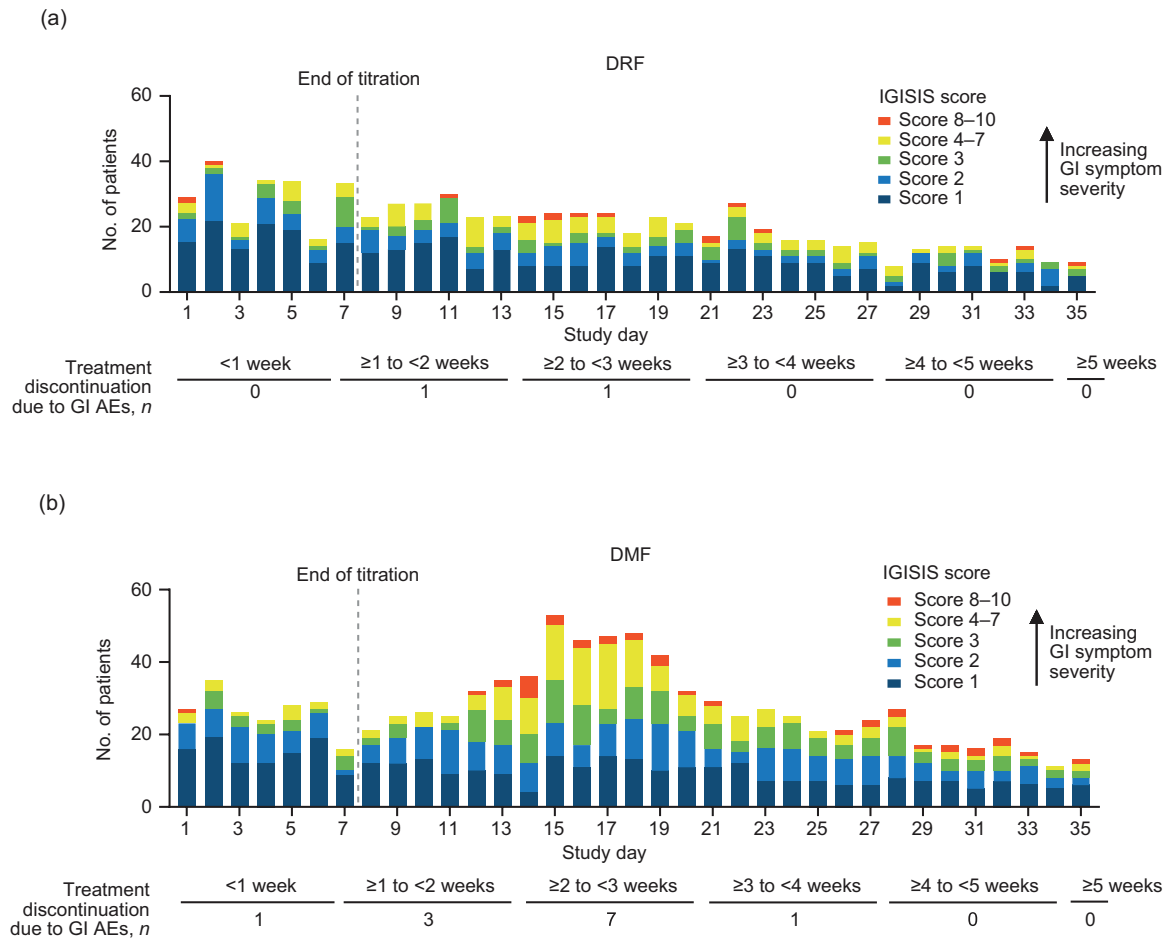 (a)
DRF
End of titration
IGISIS score
Score 8–10
Score 4–7
Score 3
Score 2
Score 1
Increasing
GI symptom
severity
No. of patients
60
40
20
0
1 3 5 7 9 11 13 15 17 19 21 23 25 27 29 31 33 35
Study day
Treatment
discontinuation
due to GI AEs, n
<1 week ≥1 to <2 weeks ≥2 to <3 weeks ≥3 to <4 weeks ≥4 to <5 weeks ≥5 weeks
0 1 1 0 0 0
(b)
DMF
End of titration
IGISIS score
Score 8–10
Score 4–7
Score 3
Score 2
Score 1
Increasing
GI symptom
severity
No. of patients
60
40
20
0
1 3 5 7 9 11 13 15 17 19 21 23 25 27 29 31 33 35
Study day
Treatment
discontinuation
due to GI AEs, n
<1 week ≥1 to <2 weeks ≥2 to <3 weeks ≥3 to <4 weeks ≥4 to <5 weeks ≥5 weeks
1 3 7 1 0 0